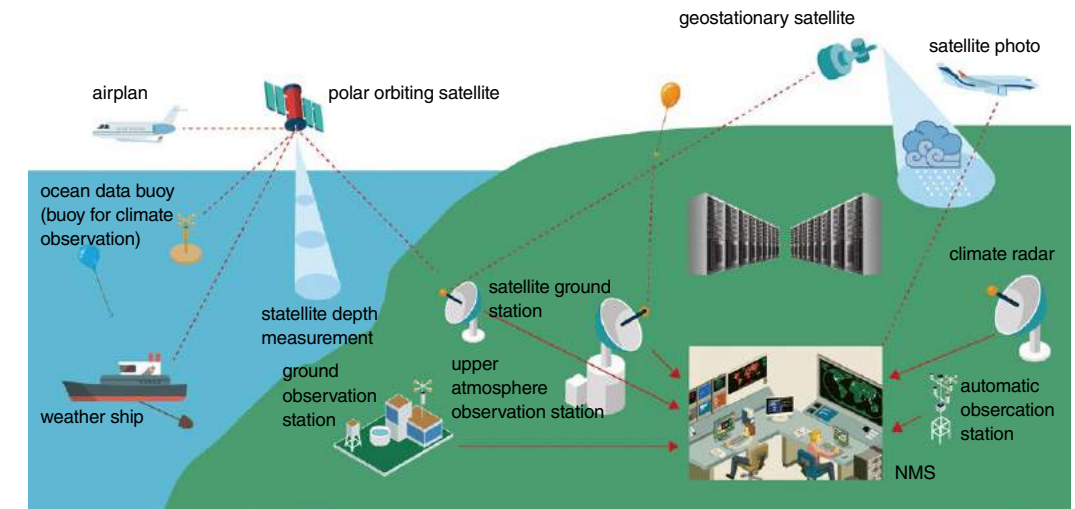 geostationary satellite
satellite photo
airplan
polar orbiting satellite
ocean data buoy
(buoy for climate
observation)
climate radar
satellite ground
station
statellite depth
measurement
ground
observation
station
upper
atmosphere
observation station
automatic
obsercation
station
weather ship
NMS